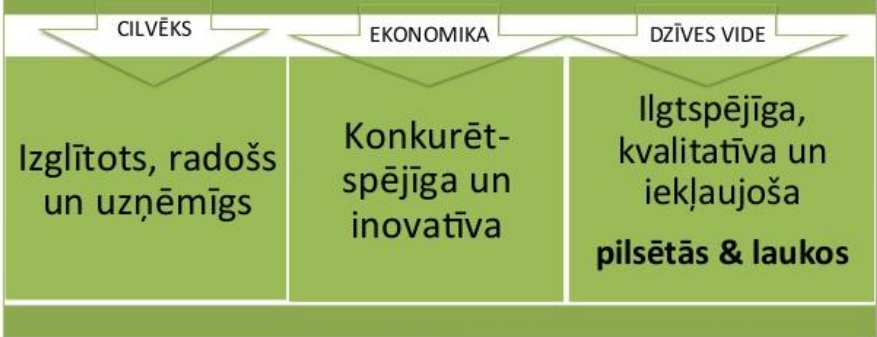 CILVĒKS
EKONOMIKA
DZĪVES VIDE
Izglītots, radošs
un uzņēmīgs
Konkurēt-
spējīga un
inovatīva
Ilgtspējīga,
kvalitatīva un
iekļaujoša
pilsētās & laukos